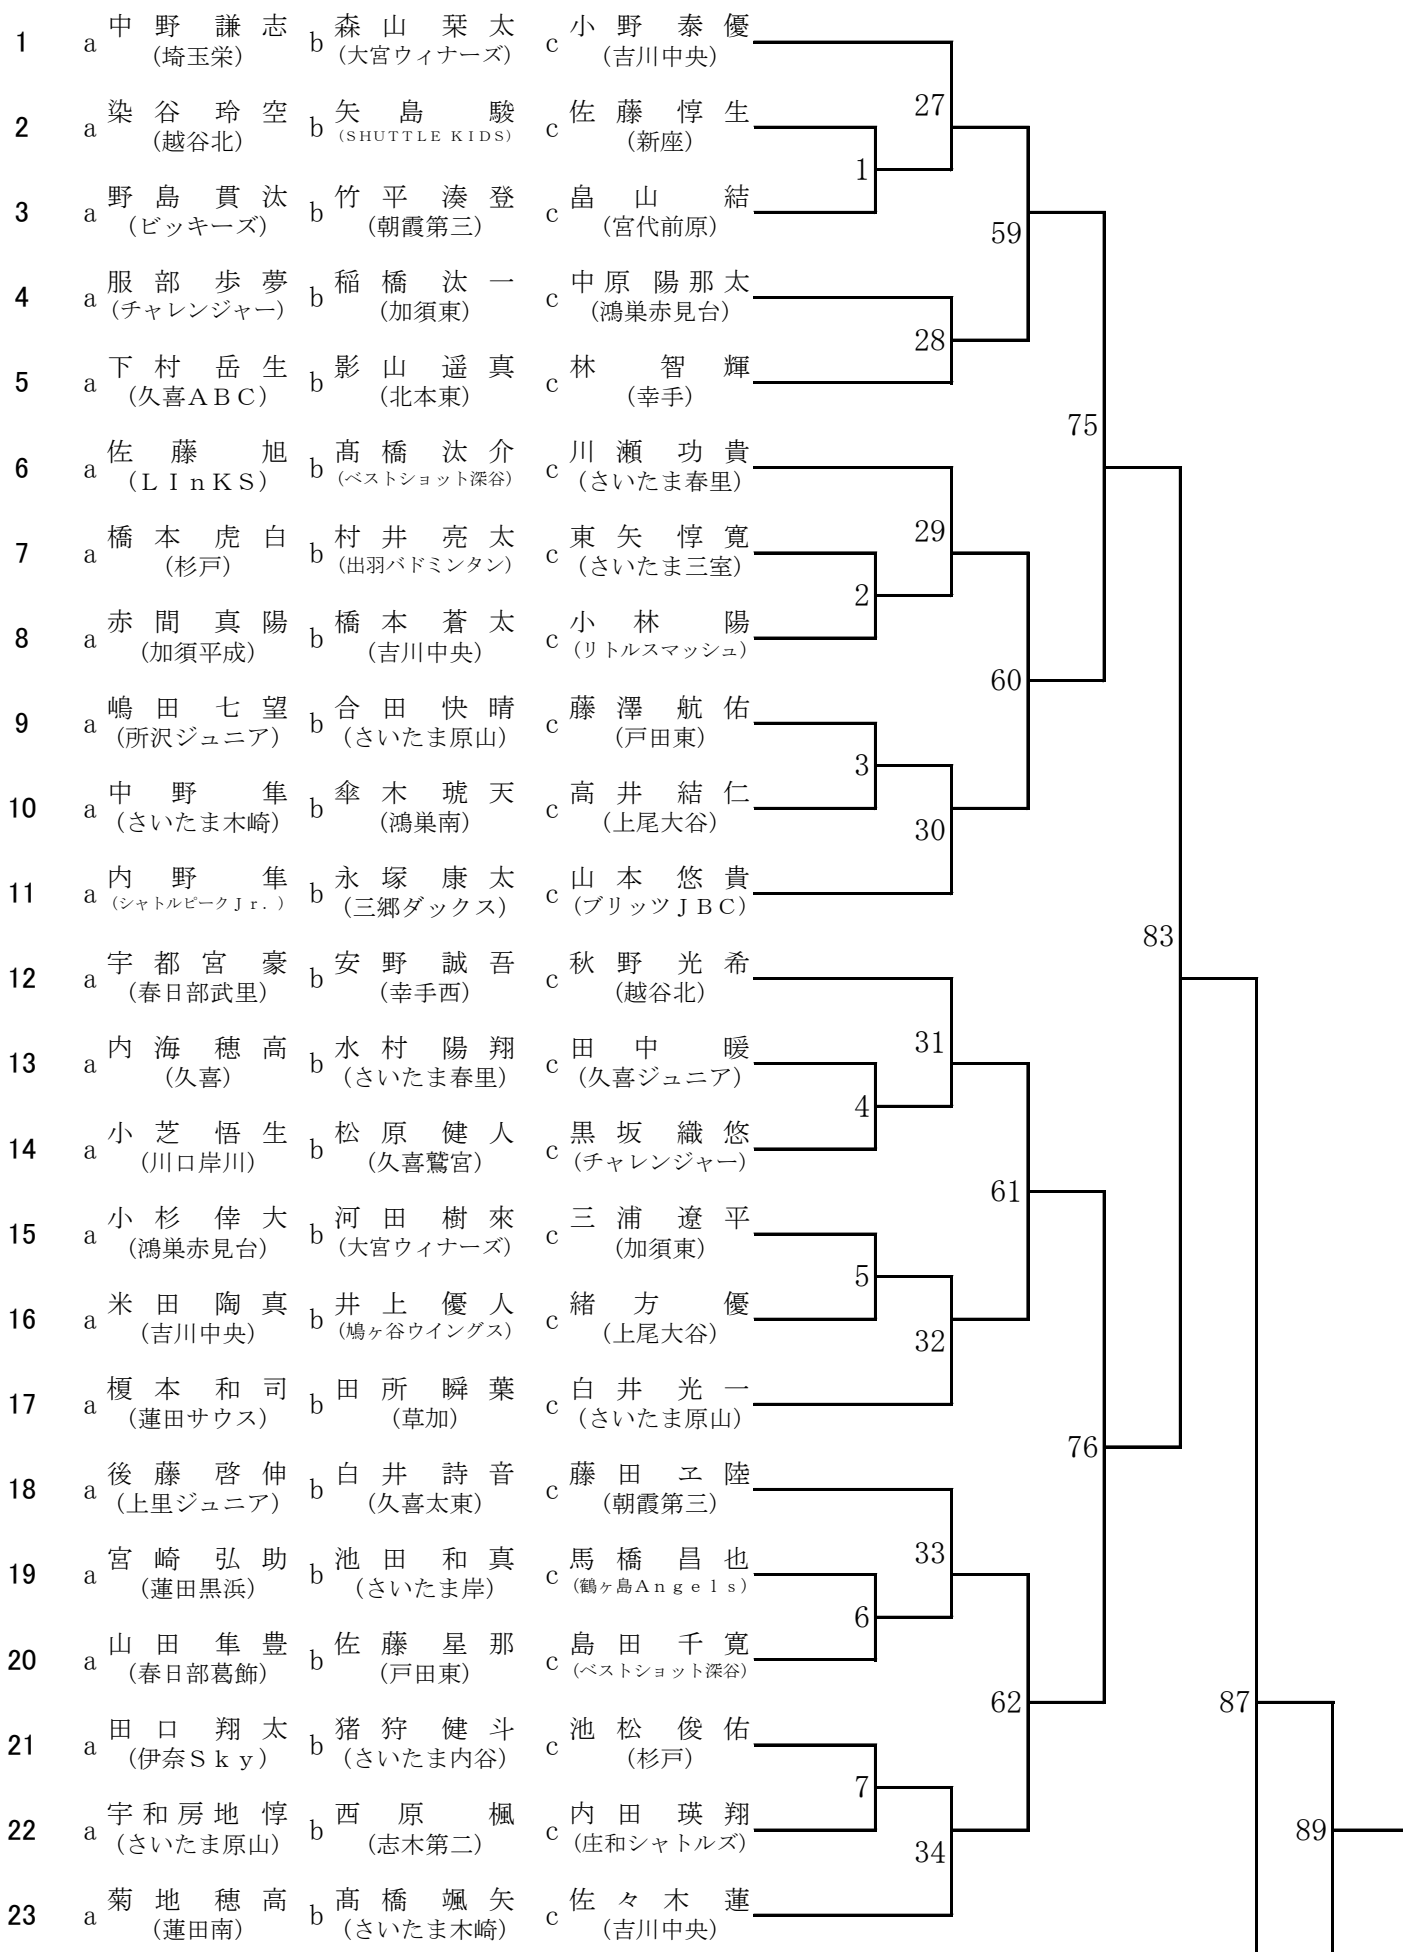 1 a 中野謙志 b 森山栞太 c 小野泰優
(埼玉栄) (大宮ウィナーズ) (吉川中央)
27
2 a 染谷玲空 b 矢島駿 c 佐藤惇生
(越谷北) (SHUTTLE KIDS) (新座)
1
3 a 野島貫汰 b 竹平湊登 c 畠山結
(ビッキーズ) (朝霞第三) (宮代前原)
59
4 a 服部歩夢 b 稲橋汰一 c 中原陽那太
(チャレンジャー) (加須東) (鴻巣赤見台)
28
5 a 下村岳生 b 影山遥真 c 林智輝
(久喜ABC) (北本東) (幸手)
75
6 a 佐藤旭 b 髙橋汰介 c 川瀬功貴
(LInKS) (ベストショット深谷) (さいたま春里)
29
7 a 橋本虎白 b 村井亮太 c 東矢惇寛
(杉戸) (出羽バドミンタン) (さいたま三室)
2
8 a 赤間真陽 b 橋本蒼太 c 小林陽
(加須平成) (吉川中央) (リトルスマッシュ)
60
9 a 嶋田七望 b 合田快晴 c 藤澤航佑
(所沢ジュニア) (さいたま原山) (戸田東)
3
10 a 中野隼 b 傘木琥天 c 高井結仁
(さいたま木崎) (鴻巣南) (上尾大谷)
30
11 a 内野隼 b 永塚康太 c 山本悠貴
(シャトルピークJr.) (三郷ダックス) (ブリッツJBC)
83
12 a 宇都宮豪 b 安野誠吾 c 秋野光希
(春日部武里) (幸手西) (越谷北)
31
13 a 内海穂高 b 水村陽翔 c 田中暖
(久喜) (さいたま春里) (久喜ジュニア)
4
14 a 小芝悟生 b 松原健人 c 黒坂織悠
(川口岸川) (久喜鷲宮) (チャレンジャー)
61
15 a 小杉倖大 b 河田樹來 c 三浦遼平
(鴻巣赤見台) (大宮ウィナーズ) (加須東)
5
16 a 米田陶真 b 井上優人 c 緒方優
(吉川中央) (鳩ヶ谷ウイングス) (上尾大谷)
32
17 a 榎本和司 b 田所瞬葉 c 白井光一
(蓮田サウス) (草加) (さいたま原山)
76
18 a 後藤啓伸 b 白井詩音 c 藤田ヱ陸
(上里ジュニア) (久喜太東) (朝霞第三)
33
19 a 宮崎弘助 b 池田和真 c 馬橋昌也
(蓮田黒浜) (さいたま岸) (鶴ヶ島Angels)
6
20 a 山田隼豊 b 佐藤星那 c 島田千寛
(春日部葛飾) (戸田東) (ベストショット深谷)
62 87
21 a 田口翔太 b 猪狩健斗 c 池松俊佑
(伊奈Sky) (さいたま内谷) (杉戸)
7
22 a 宇和房地惇 b 西原楓 c 内田瑛翔
(さいたま原山) (志木第二) (庄和シャトルズ)
89
34
23 a 菊地穂高 b 髙橋颯矢 c 佐々木蓮
(蓮田南) (さいたま木崎) (吉川中央)